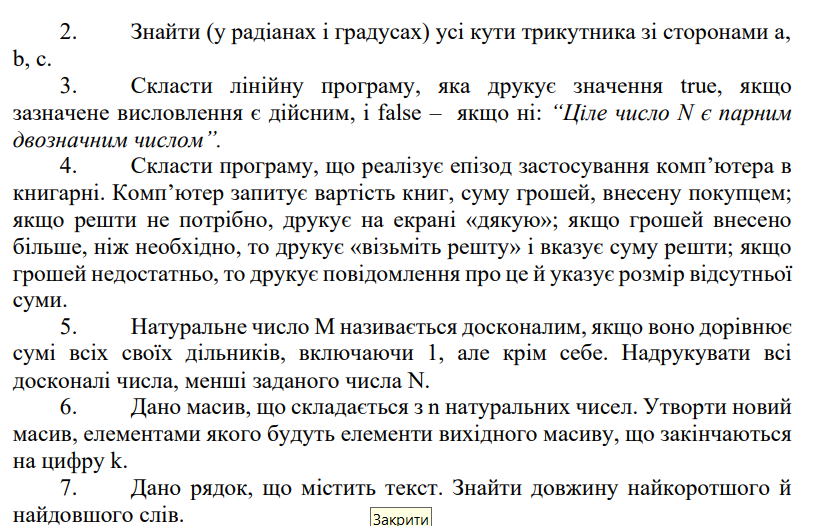 2. Знайти (у радіанах і градусах) усі кути трикутника зі сторонами a,
b, c.
3. Скласти лінійну програму, яка друкує значення true, якщо
зазначене висловлення є дійсним, і false – якщо ні: “Ціле число N є парним
двозначним числом”.
4. Скласти програму, що реалізує епізод застосування комп’ютера в
книгарні. Комп’ютер запитує вартість книг, суму грошей, внесену покупцем;
якщо решти не потрібно, друкує на екрані «дякую»; якщо грошей внесено
більше, ніж необхідно, то друкує «візьміть решту» і вказує суму решти; якщо
грошей недостатньо, то друкує повідомлення про це й указує розмір відсутньої
суми.
5. Натуральне число М називається досконалим, якщо воно дорівнює
сумі всіх своїх дільників, включаючи 1, але крім себе. Надрукувати всі
досконалі числа, менші заданого числа N.
6. Дано масив, що складається з n натуральних чисел. Утворти новий
масив, елементами якого будуть елементи вихідного масиву, що закінчаються
на цифру k.
7. Дано рядок, що містить текст. Знайти довжину найкоротшого й
найдовшого слів.
Закрити